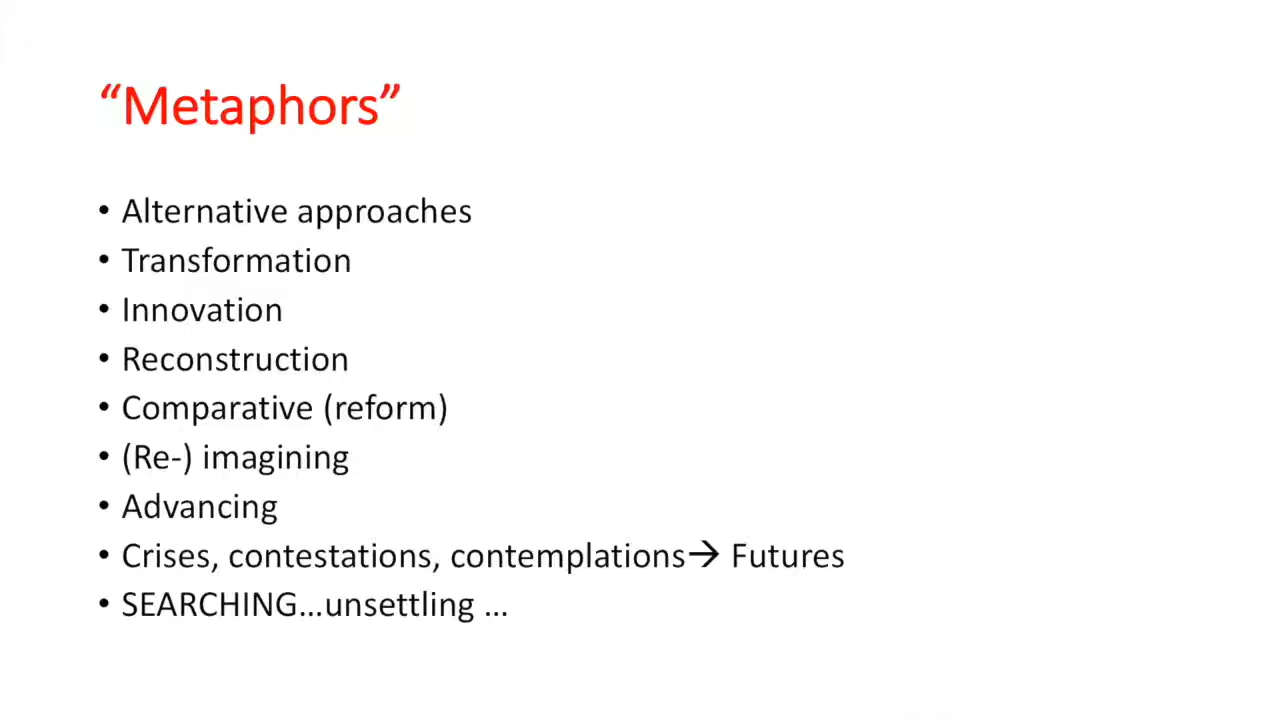 “Metaphors”
• Alternative approaches
• Transformation
• Innovation
• Reconstruction
• Comparative (reform)
• (Re-) imagining
• Advancing
• Crises, contestations, contemplations→ Futures
• SEARCHING…unsettling …